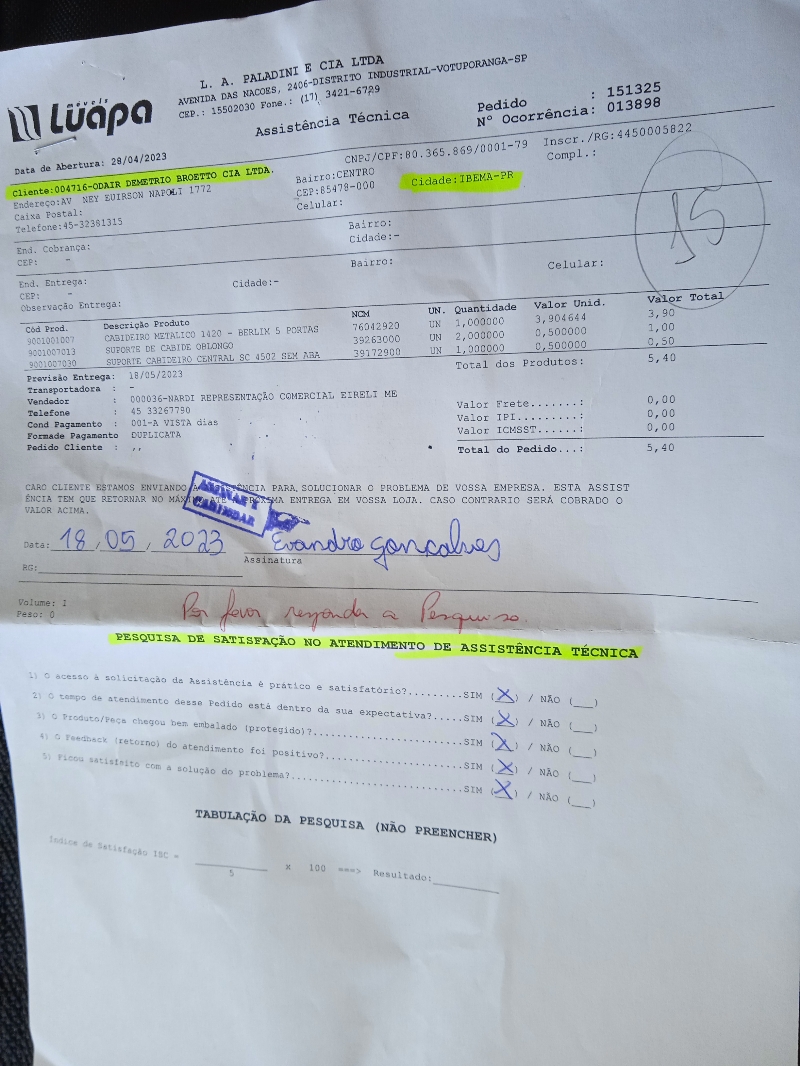 móveis
Lüapa
L. A. PALADINI E CIA LTDA
AVENIDA DAS NACOES, 2406-DISTRITO INDUSTRIAL-VOTUPORANGA-SP
CEP.: 15502030 Fone.: (17) 3421-6729
Assistência Técnica
Pedido : 151325
Nº Ocorrência: 013898
Data de Abertura: 28/04/2023
CNPJ/CPF:80.365.869/0001-79 Inscr./RG:4450005822
Cliente:004716-ODAIR DEMETRIO BROETTO CIA LTDA. Bairro:CENTRO Compl.:
Endereço:AV NEY EUIRSON NAPOLI 1772 CEP:85478-000 Cidade:IBEMA-PR
Caixa Postal: Celular:
Telefone:45-32381315
15
End. Cobrança: Bairro:
CEP: - Cidade:-
End. Entrega: Bairro:
CEP: - Cidade:- Celular:
Observação Entrega:
Cód Prod. Descrição Produto NCM UN. Quantidade Valor Unid. Valor Total
9001001007 CABIDEIRO METALICO 1420 - BERLIM 5 PORTAS 76042920 UN 1,000000 3,904644 3,90
9001007013 SUPORTE DE CABIDE OBLONGO 39263000 UN 2,000000 0,500000 1,00
9001007030 SUPORTE CABIDEIRO CENTRAL SC 4502 SEM ABA 39172900 UN 1,000000 0,500000 0,50
Total dos Produtos: 5,40
Previsão Entrega: 18/05/2023
Transportadora : -
Vendedor : 000036-NARDI REPRESENTAÇÃO COMERCIAL EIRELI ME
Telefone : 45 33267790
Cond Pagamento : 001-A VISTA dias
Formade Pagamento DUPLICATA
Pedido Cliente : ,,
Valor Frete.......: 0,00
Valor IPI.........: 0,00
Valor ICMSST......: 0,00
Total do Pedido...: 5,40
CARO CLIENTE ESTAMOS ENVIANDO A ASSISTÊNCIA PARA SOLUCIONAR O PROBLEMA DE VOSSA EMPRESA. ESTA ASSIST
ÊNCIA TEM QUE RETORNAR NO MÁXIMO ATE A PROXIMA ENTREGA EM VOSSA LOJA. CASO CONTRARIO SERÁ COBRADO O
VALOR ACIMA.
ASSINAR E
CARIMBAR
Data: 18/05/2023 Evandro Gonçalves
Assinatura
RG:
Volume: 1
Peso: 0
Por favor responda a Pesquisa.
PESQUISA DE SATISFAÇÃO NO ATENDIMENTO DE ASSISTÊNCIA TÉCNICA
1) O acesso à solicitação da Assistência é prático e satisfatório?.........SIM (X) / NÃO (__)
2) O tempo de atendimento desse Pedido está dentro da sua expectativa?.....SIM (X) / NÃO (__)
3) O Produto/Peça chegou bem embalado (protegido)?.........................SIM (X) / NÃO (__)
4) O Feedback (retorno) do atendimento foi positivo?.......................SIM (X) / NÃO (__)
5) Ficou satisfeito com a solução do problema?.............................SIM (X) / NÃO (__)
TABULAÇÃO DA PESQUISA (NÃO PREENCHER)
Índice de Satisfação ISC = ________ x 100 ===> Resultado:________
5